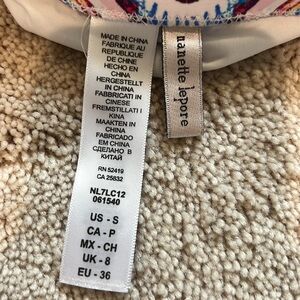 MADE IN CHINA
FABRIQUE AU
REPUBLIQUE
DE CHINE
HECHO EN
CHINA
HERGESTELLT
IN CHINA
FABBRICATI IN
CINESE
FREMSTILLATI I
KINA
MAAKTEN IN
CHINA
FABRICADO
EM CHINA
СДЕЛАНО В
КИТАЙ
RN 52419
CA 25832
NL7LC12
061540
US - S
CA - P
MX - CH
UK - 8
EU - 36
nanette lepore